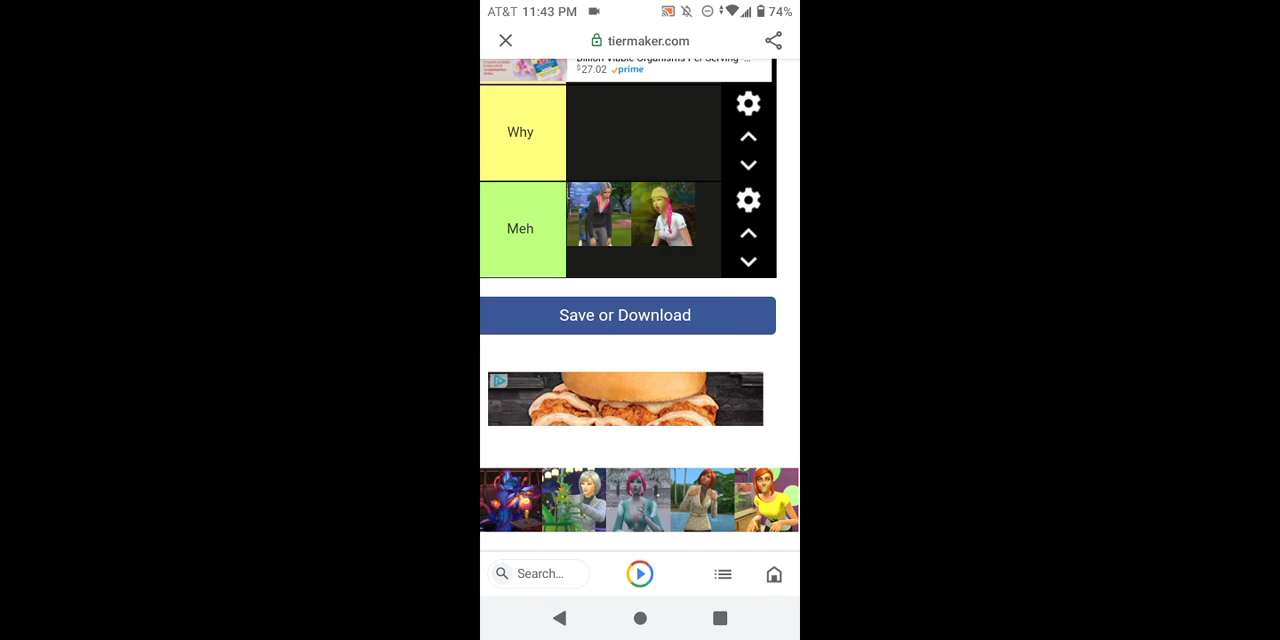 AT&T 11:43 PM 74%
tiermaker.com
Billion Viable Organisms Per Serving -...
$27.02 prime
Why
Meh
Save or Download
Search...